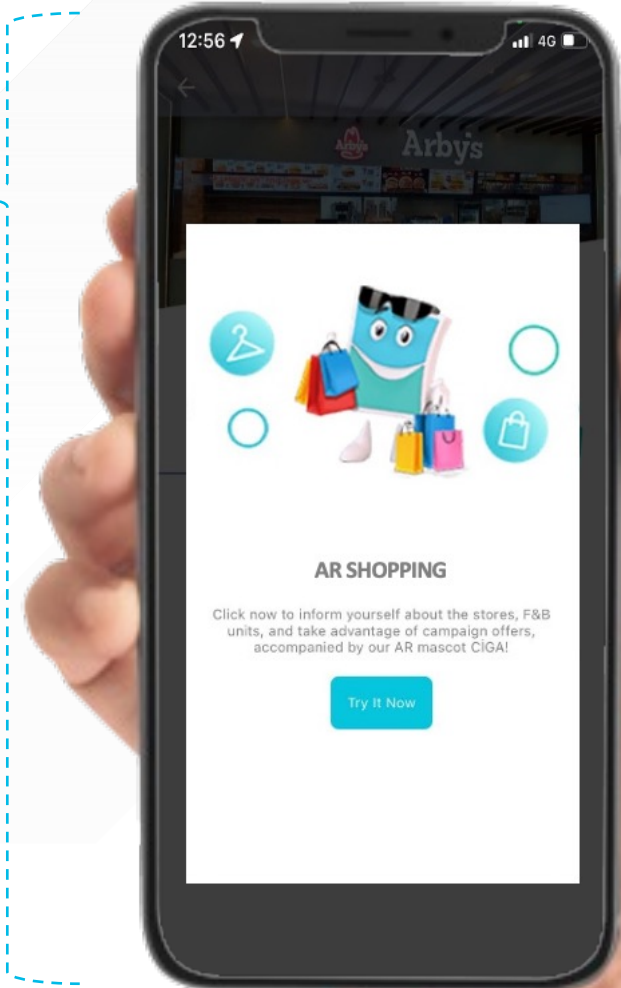 12:56
4G
Arby's
Arby's
AR SHOPPING
Click now to inform yourself about the stores, F&B
units, and take advantage of campaign offers,
accompanied by our AR mascot CİGA!
Try It Now